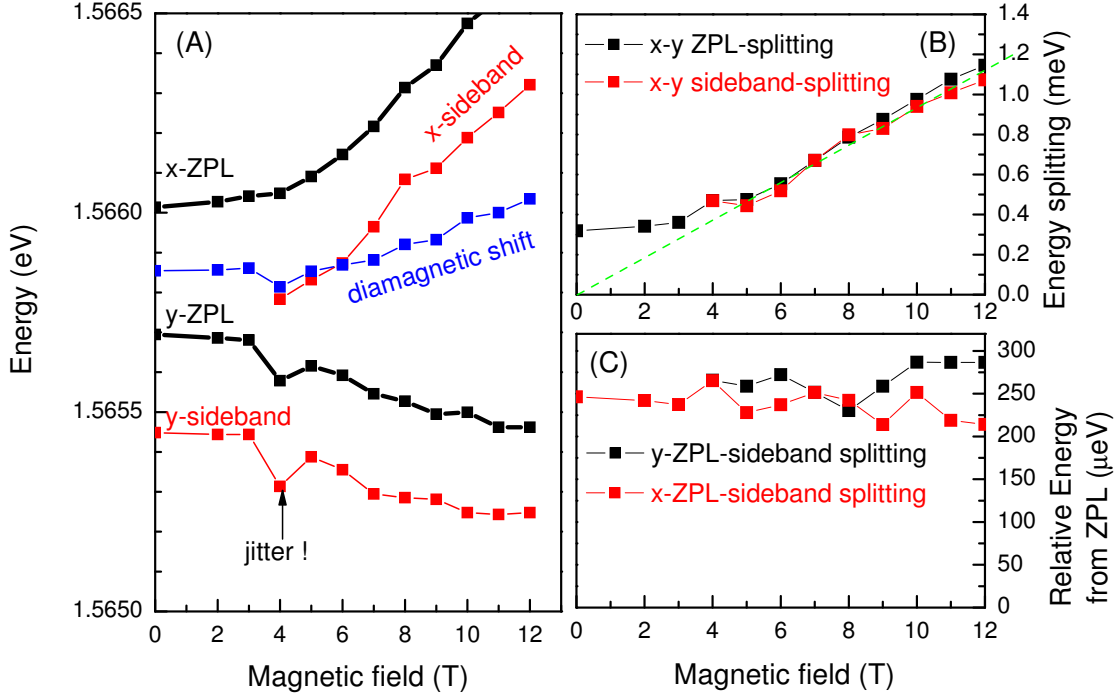 (A)
1.5665
1.5660
1.5655
1.5650
Energy (eV)
x-ZPL
x-sideband
diamagnetic shift
y-ZPL
y-sideband
jitter !
0 2 4 6 8 10 12
Magnetic field (T)
(B)
x-y ZPL-splitting
x-y sideband-splitting
1.4
1.2
1.0
0.8
0.6
0.4
0.2
0.0
Energy splitting (meV)
0 2 4 6 8 10 12
(C)
y-ZPL-sideband splitting
x-ZPL-sideband splitting
300
250
200
150
100
50
0
Relative Energy
from ZPL (µeV)
0 2 4 6 8 10 12
Magnetic field (T)